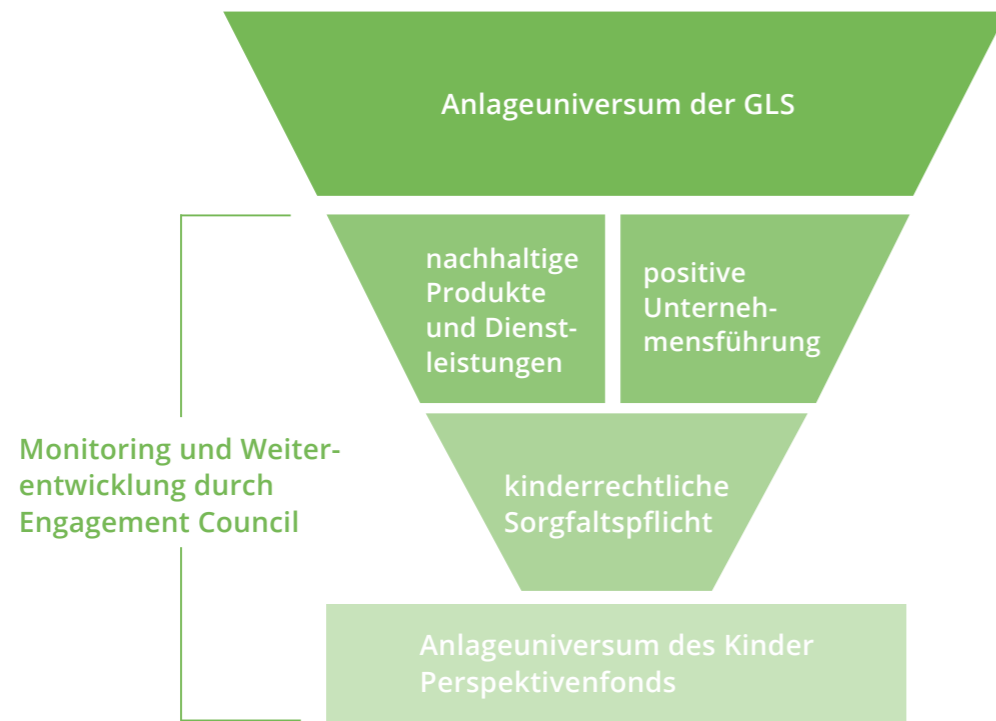 Anlageuniversum der GLS
nachhaltige
Produkte
und Dienst-
leistungen
positive
Unterneh-
mensführung
Monitoring und Weiter-
entwicklung durch
Engagement Council
kinderrechtliche
Sorgfaltspflicht
Anlageuniversum des Kinder
Perspektivenfonds